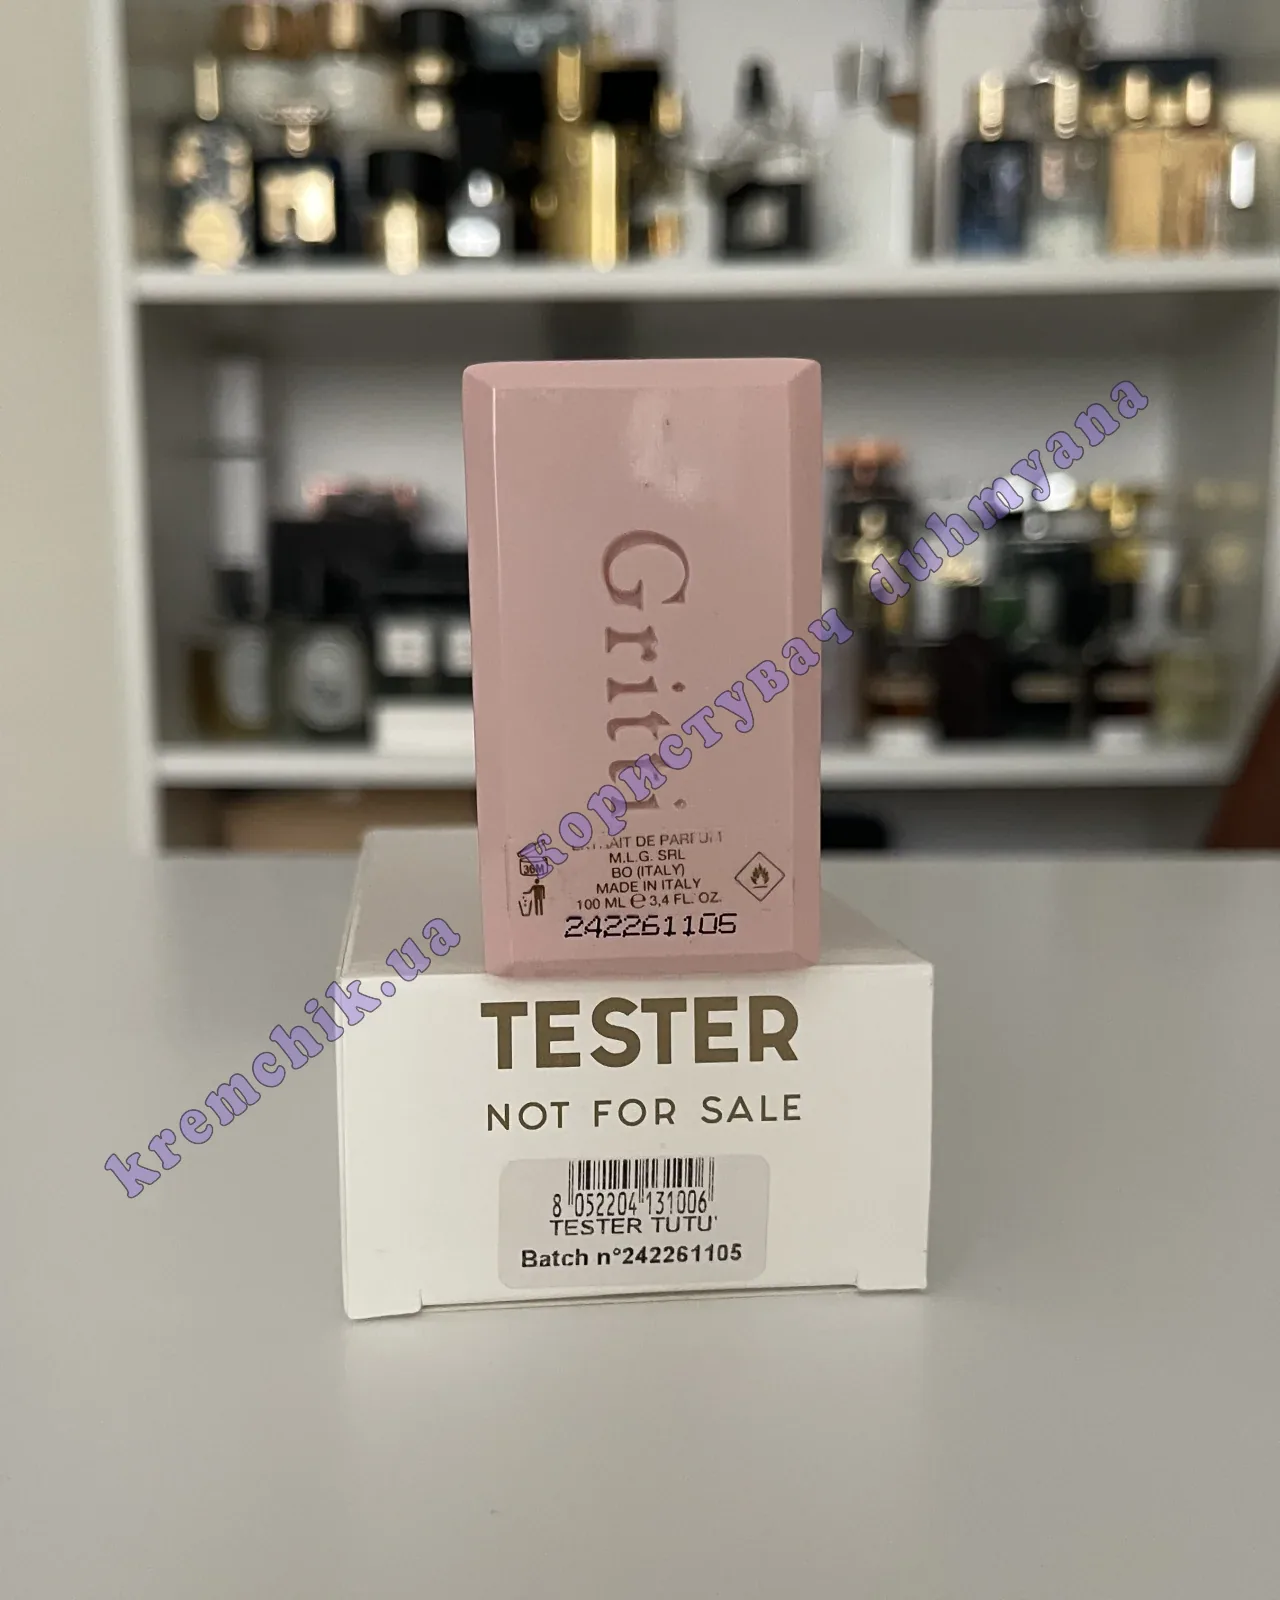 Gritti
EXTRAIT DE PARFUM
M.L.G. SRL
BO (ITALY)
MADE IN ITALY
100 ML e 3,4 FL. OZ.
36M
242261105
TESTER
NOT FOR SALE
8 052204 131006
TESTER TUTU'
Batch n°242261105
kremchik.ua користувач duhmyana